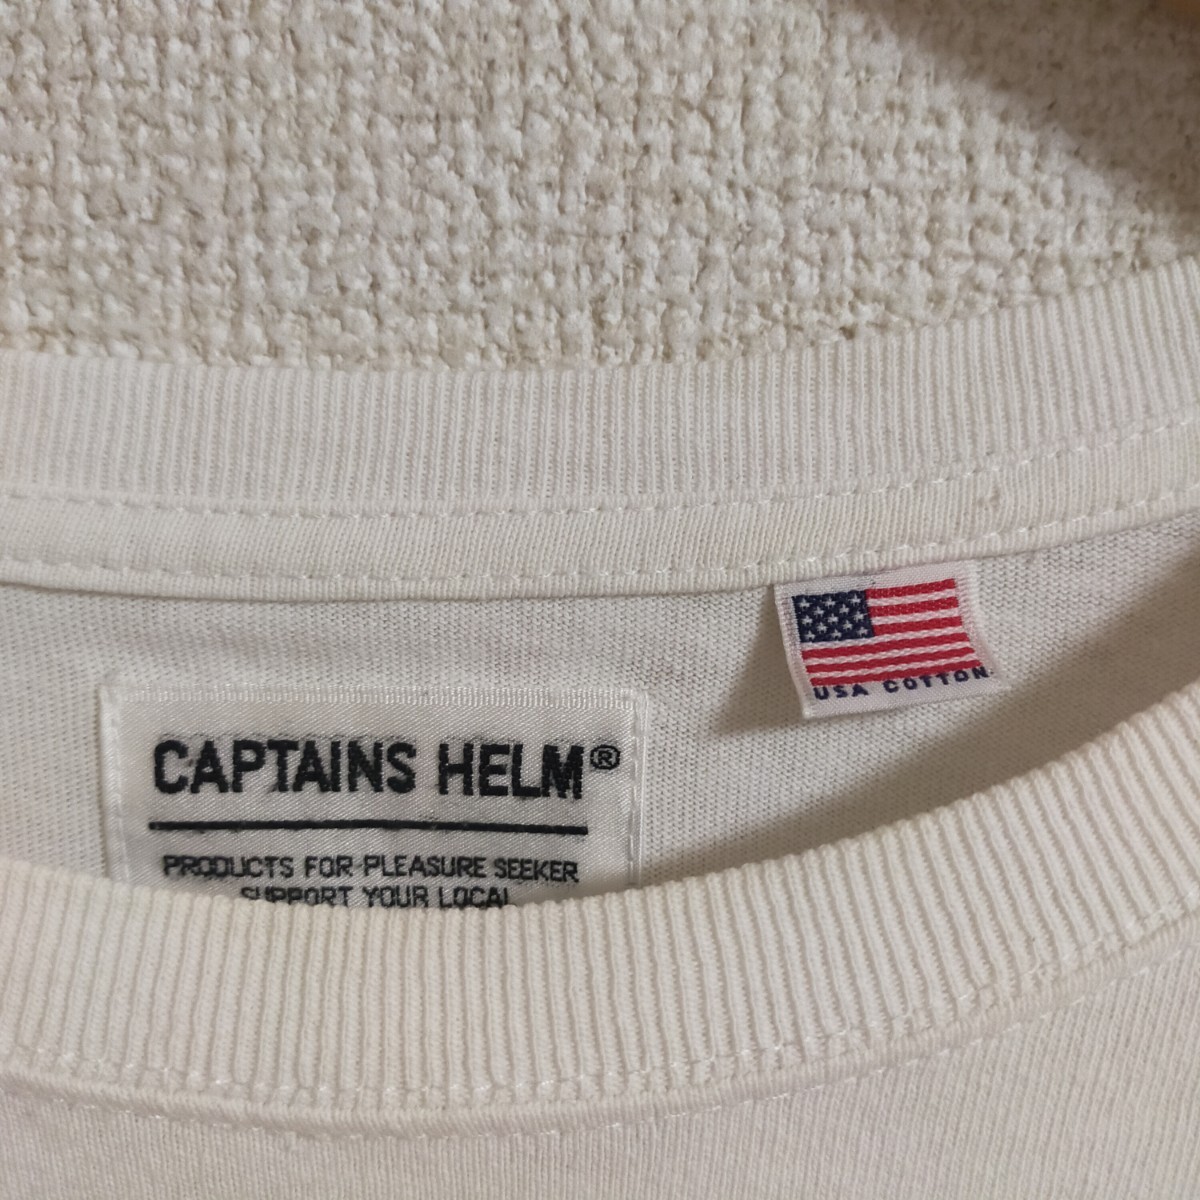 USA COTTON
CAPTAINS HELM®
PRODUCTS FOR PLEASURE SEEKER
SUPPORT YOUR LOCAL